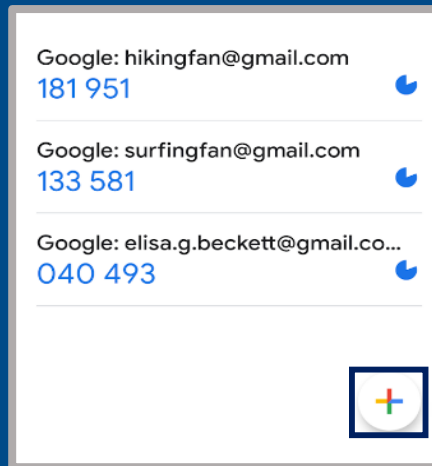 Google: hikingfan@gmail.com
181 951
Google: surfingfan@gmail.com
133 581
Google: elisa.g.beckett@gmail.co...
040 493